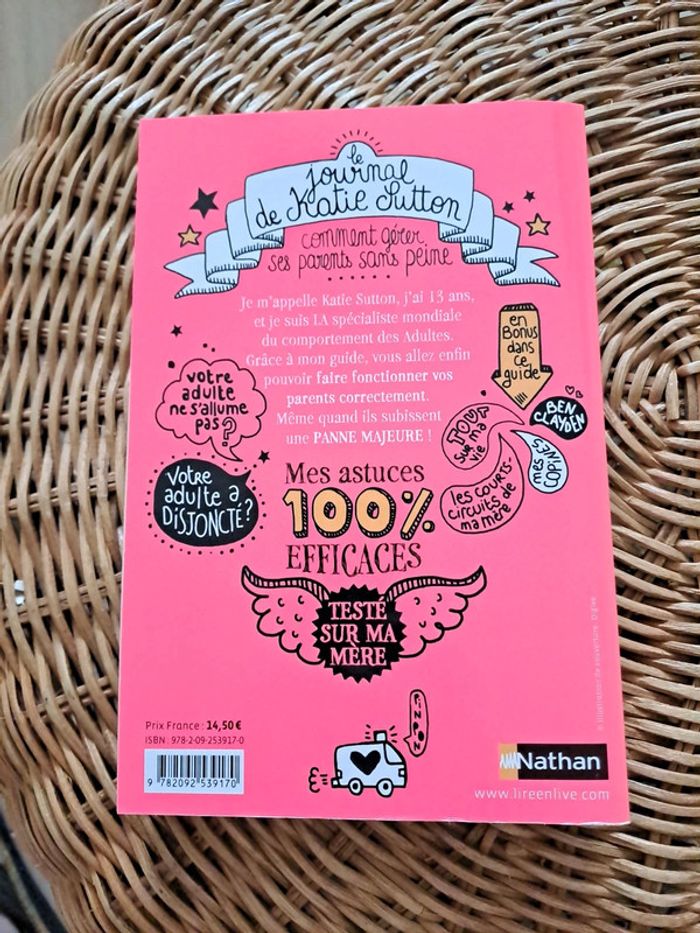 le
journal
de Katie Sutton
comment gérer
ses parents sans peine
Je m'appelle Katie Sutton, j'ai 13 ans,
et je suis LA spécialiste mondiale
du comportement des Adultes.
Grâce à mon guide, vous allez enfin
pouvoir faire fonctionner vos
parents correctement.
Même quand ils subissent
une PANNE MAJEURE !
en
Bonus
dans
ce
guide
votre
adulte
ne s'allume
pas?
Votre
adulte a
DISJONCTÉ?
TOUT
sur ma
vie
BEN
CLAYDEN
mes
COPINES
les COURTS-
circuits de
ma mère
Mes astuces
100%
EFFICACES
TESTÉ
SUR MA
MÈRE
PINPON
Prix France : 14,50 €
ISBN : 978-2-09-253917-0
9 782092 539170
Nathan
www.lireenlive.com